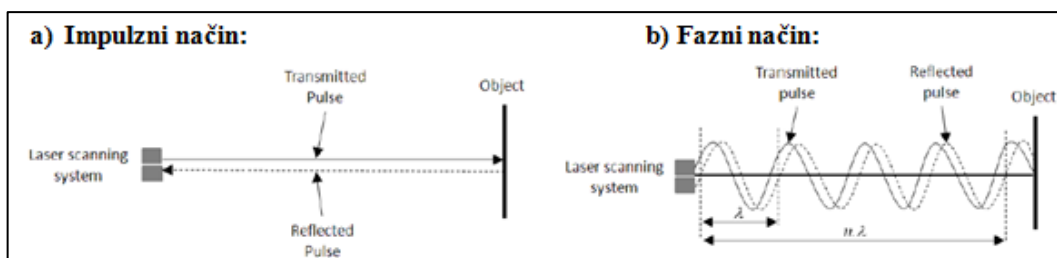 a) Impulzni način:
Transmitted
Pulse
Object
Laser scanning
system
Reflected
Pulse
b) Fazni način:
Transmitted
pulse
Reflected
pulse
Object
Laser scanning
system
λ
n.λ